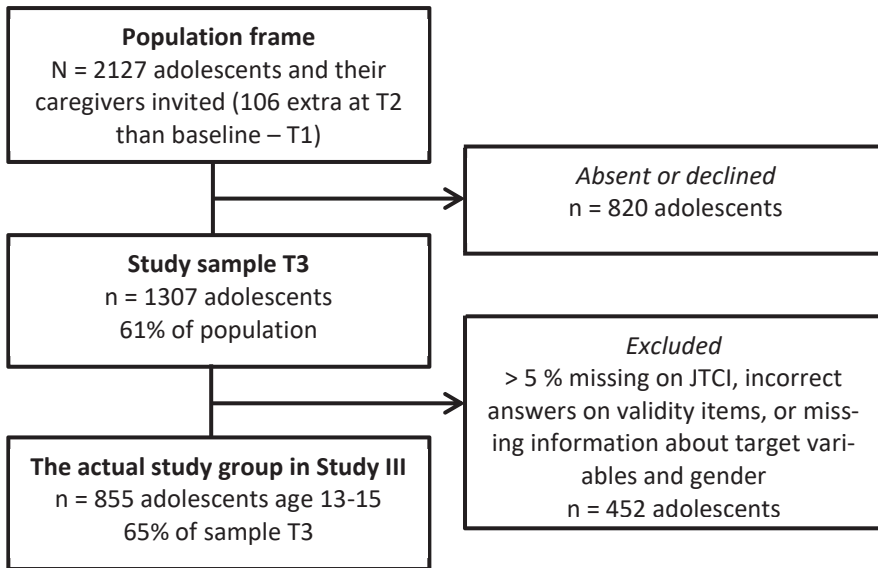 Population frame
N = 2127 adolescents and their
caregivers invited (106 extra at T2
than baseline – T1)
Absent or declined
n = 820 adolescents
Study sample T3
n = 1307 adolescents
61% of population
Excluded
> 5 % missing on JTCI, incorrect
answers on validity items, or miss-
ing information about target vari-
ables and gender
n = 452 adolescents
The actual study group in Study III
n = 855 adolescents age 13-15
65% of sample T3